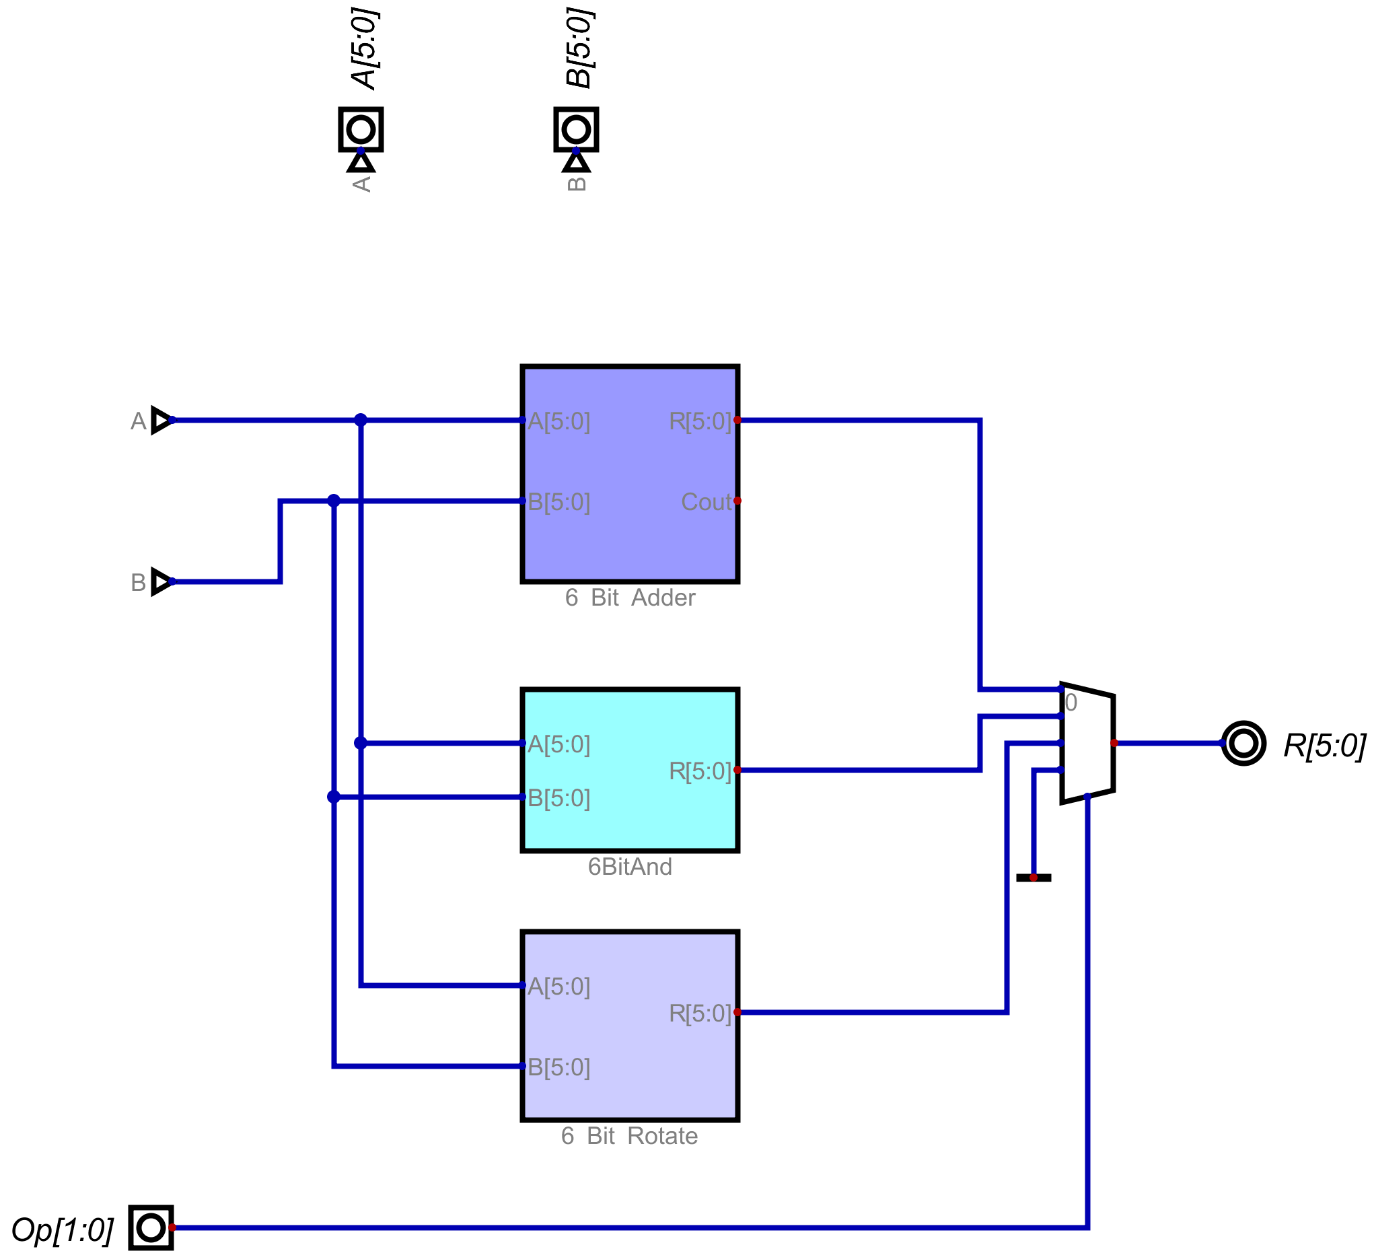 A[5:0]
B[5:0]
A
B
A
A[5:0]
R[5:0]
B[5:0]
Cout
B
6 Bit Adder
0
A[5:0]
R[5:0]
B[5:0]
R[5:0]
6BitAnd
A[5:0]
R[5:0]
B[5:0]
6 Bit Rotate
Op[1:0]